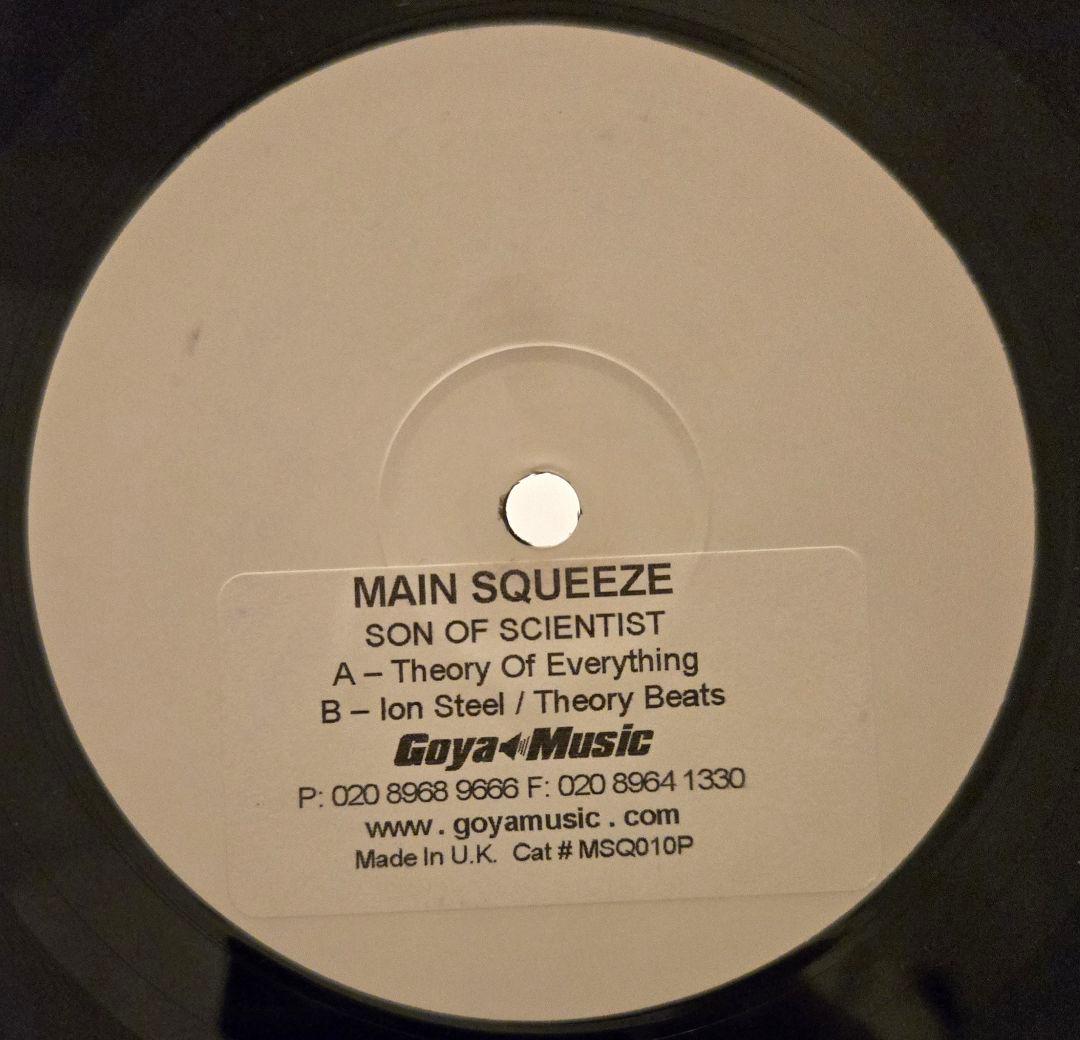 MAIN SQUEEZE
SON OF SCIENTIST
A – Theory Of Everything
B – Ion Steel / Theory Beats
Goya Music
P: 020 8968 9666 F: 020 8964 1330
www . goyamusic . com
Made In U.K. Cat # MSQ010P